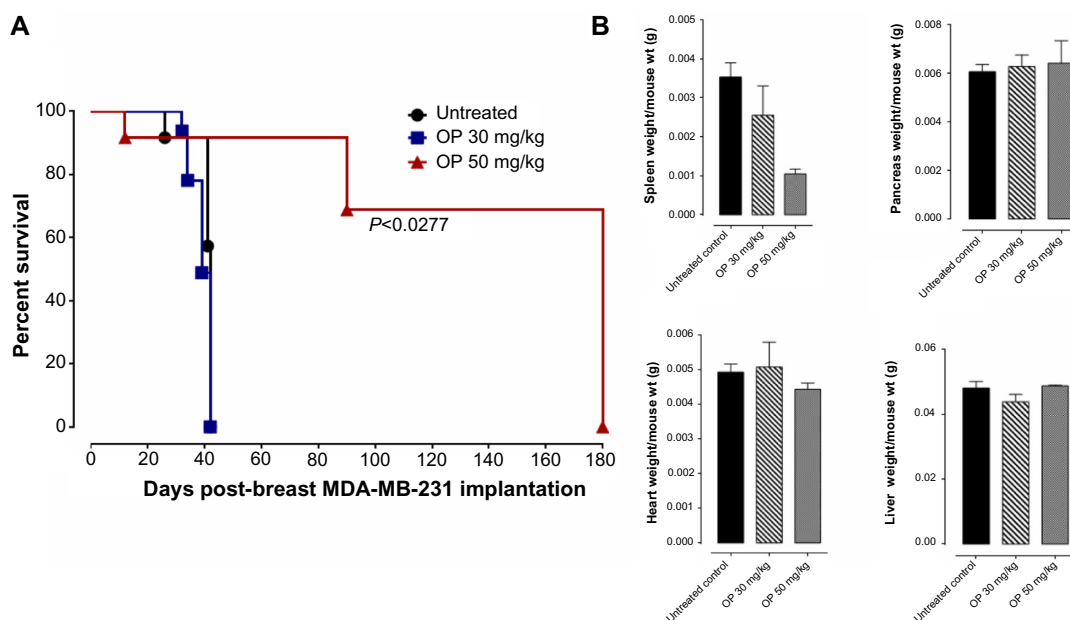 A
Percent survival
100
80
60
40
20
0
Untreated
OP 30 mg/kg
OP 50 mg/kg
P<0.0277
0 20 40 60 80 100 120 140 160 180
Days post-breast MDA-MB-231 implantation
B
Spleen weight/mouse wt (g)
0.005
0.004
0.003
0.002
0.001
0.000
Untreated control
OP 30 mg/kg
OP 50 mg/kg
Pancreas weight/mouse wt (g)
0.008
0.006
0.004
0.002
0.000
Untreated control
OP 30 mg/kg
OP 50 mg/kg
Heart weight/mouse wt (g)
0.006
0.005
0.004
0.003
0.002
0.001
0.000
Untreated control
OP 30 mg/kg
OP 50 mg/kg
Liver weight/mouse wt (g)
0.06
0.04
0.02
0.00
Untreated control
OP 30 mg/kg
OP 50 mg/kg